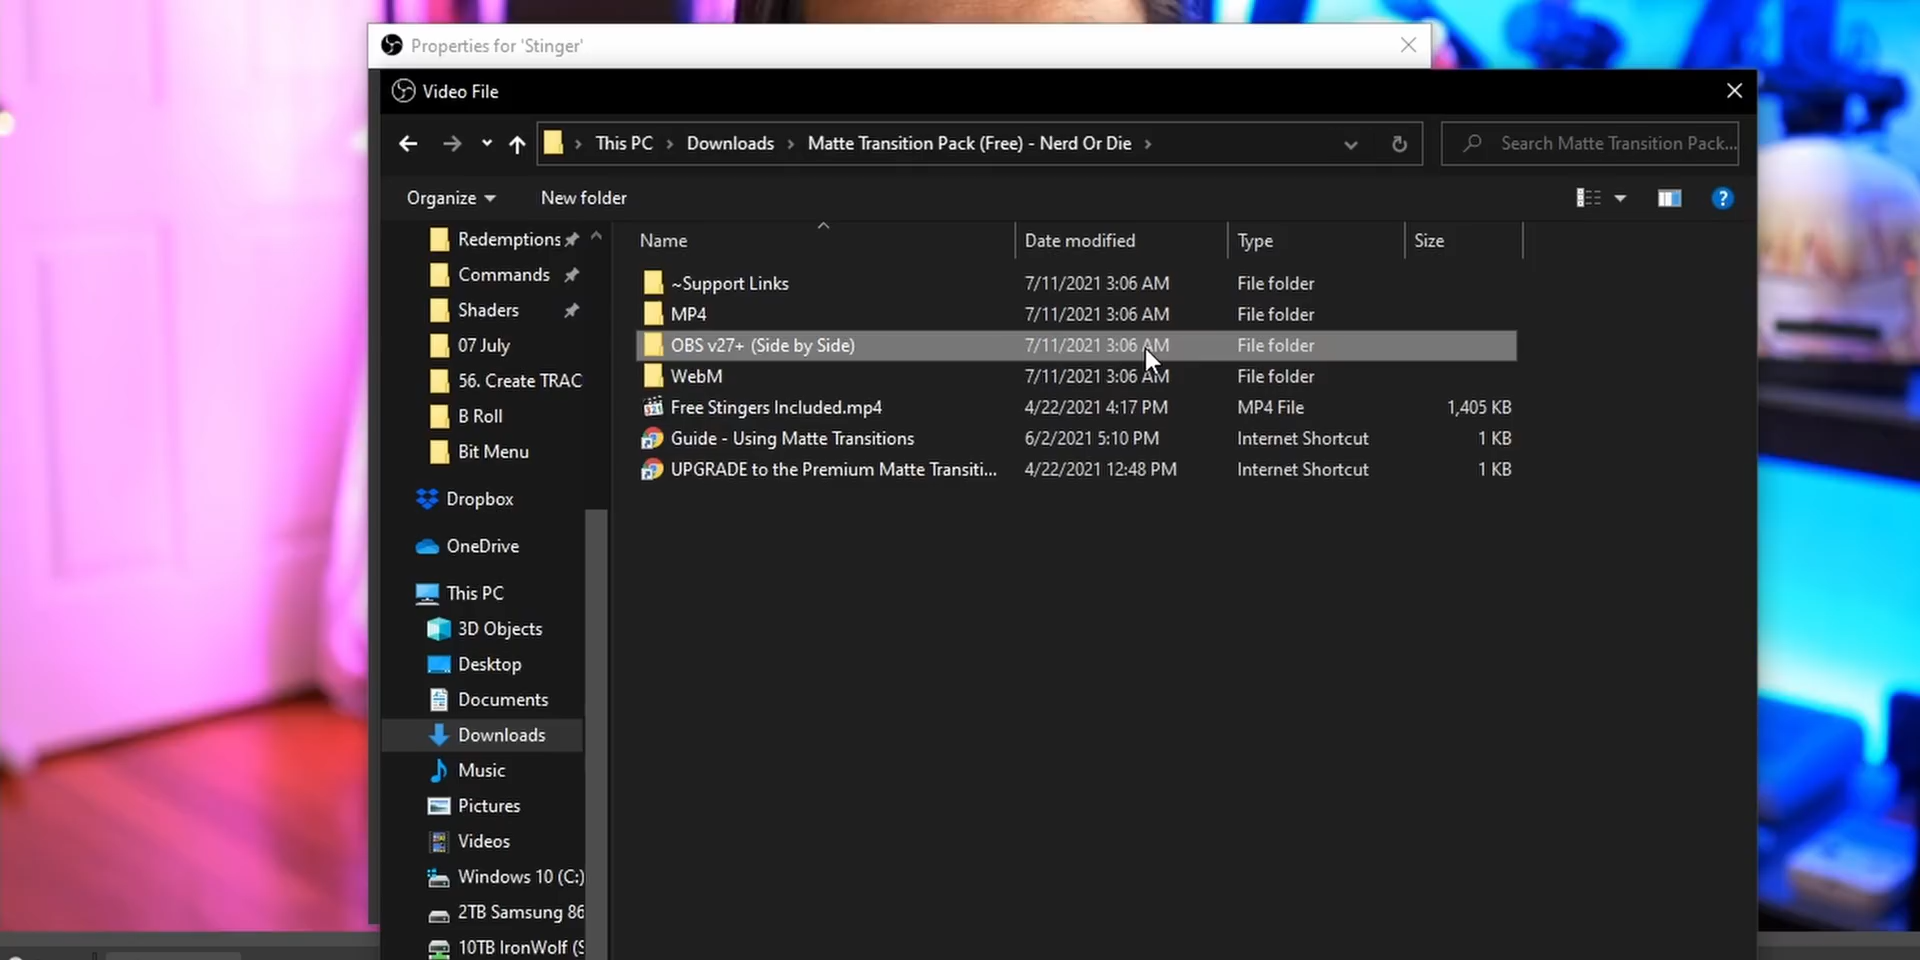 Properties for 'Stinger'
Video File
This PC > Downloads > Matte Transition Pack (Free) - Nerd Or Die >
Search Matte Transition Pack...
Organize New folder
?
Name Date modified Type Size
~Support Links 7/11/2021 3:06 AM File folder
MP4 7/11/2021 3:06 AM File folder
OBS v27+ (Side by Side) 7/11/2021 3:06 AM File folder
WebM 7/11/2021 3:06 AM File folder
Free Stingers Included.mp4 4/22/2021 4:17 PM MP4 File 1,405 KB
Guide - Using Matte Transitions 6/2/2021 5:10 PM Internet Shortcut 1 KB
UPGRADE to the Premium Matte Transiti... 4/22/2021 12:48 PM Internet Shortcut 1 KB
Redemptions
Commands
Shaders
07 July
56. Create TRAC
B Roll
Bit Menu
Dropbox
OneDrive
This PC
3D Objects
Desktop
Documents
Downloads
Music
Pictures
Videos
Windows 10 (C:)
2TB Samsung 86
10TB IronWolf (S